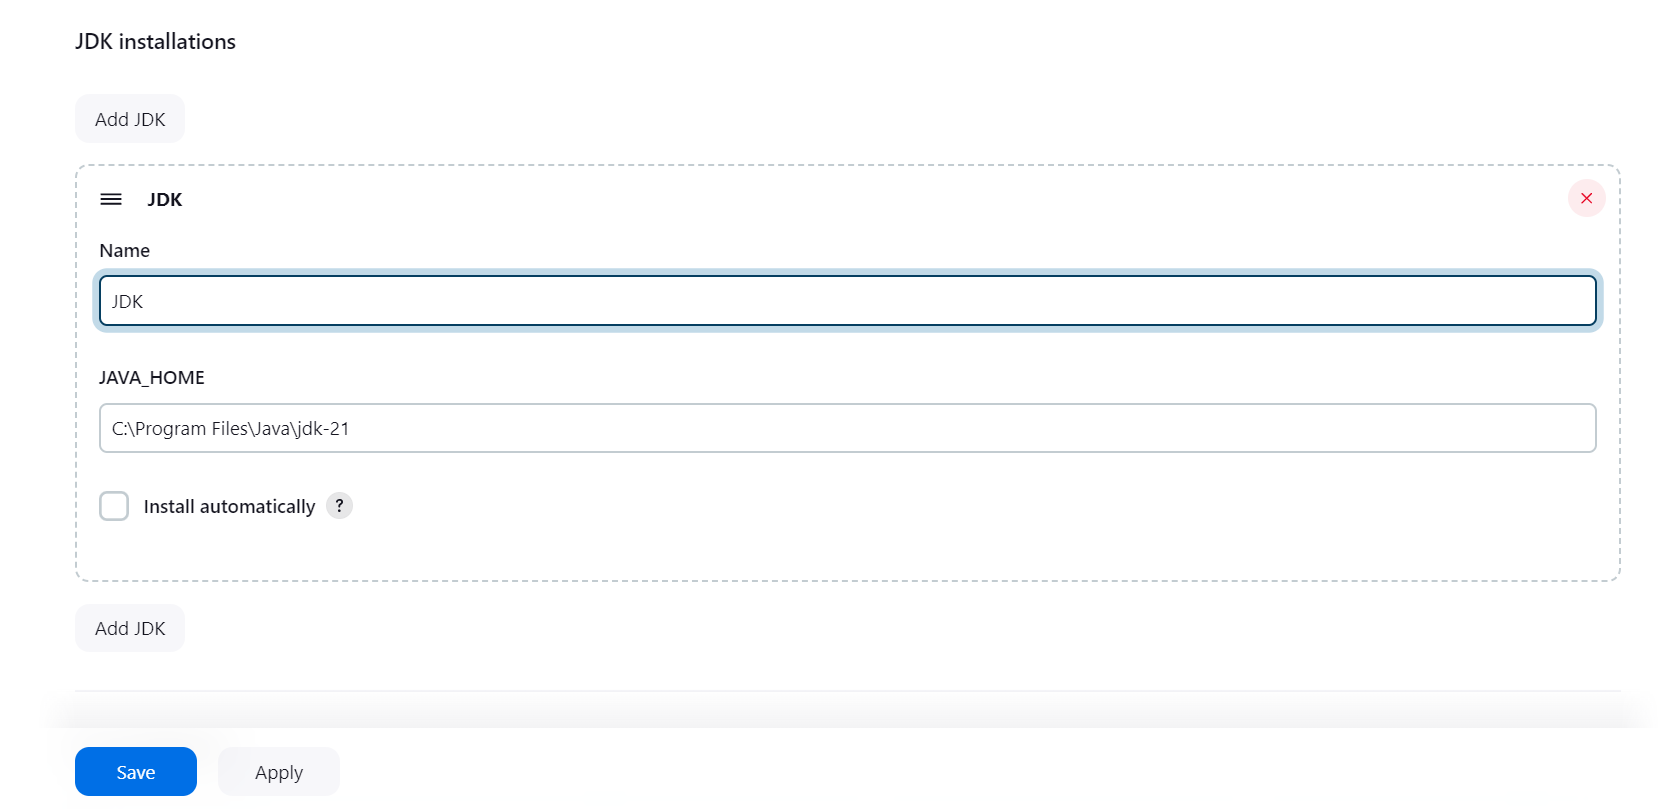 JDK installations
Add JDK
JDK
Name
JDK
JAVA_HOME
C:\Program Files\Java\jdk-21
Install automatically ?
Add JDK
Save Apply